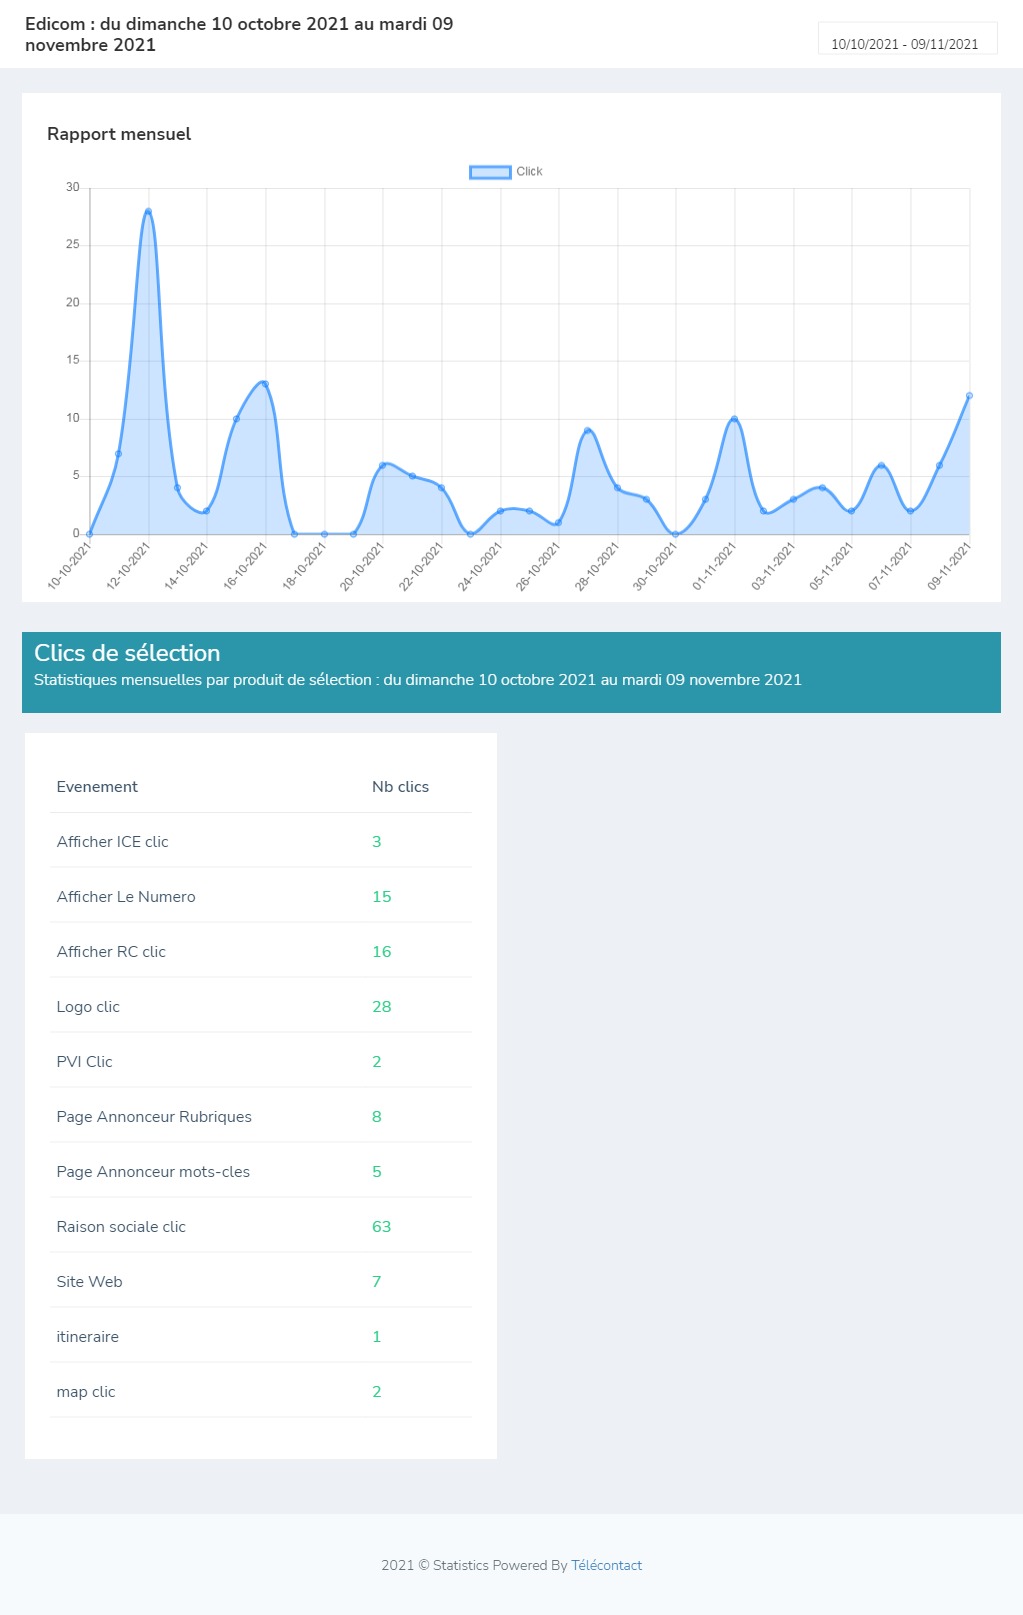 Edicom : du dimanche 10 octobre 2021 au mardi 09
novembre 2021
10/10/2021 - 09/11/2021
Rapport mensuel
Click
30
25
20
15
10
5
0
10-10-2021
12-10-2021
14-10-2021
16-10-2021
18-10-2021
20-10-2021
22-10-2021
24-10-2021
26-10-2021
28-10-2021
30-10-2021
01-11-2021
03-11-2021
05-11-2021
07-11-2021
09-11-2021
Clics de sélection
Statistiques mensuelles par produit de sélection : du dimanche 10 octobre 2021 au mardi 09 novembre 2021
Evenement Nb clics
Afficher ICE clic 3
Afficher Le Numero 15
Afficher RC clic 16
Logo clic 28
PVI Clic 2
Page Annonceur Rubriques 8
Page Annonceur mots-cles 5
Raison sociale clic 63
Site Web 7
itineraire 1
map clic 2
2021 © Statistics Powered By Télécontact